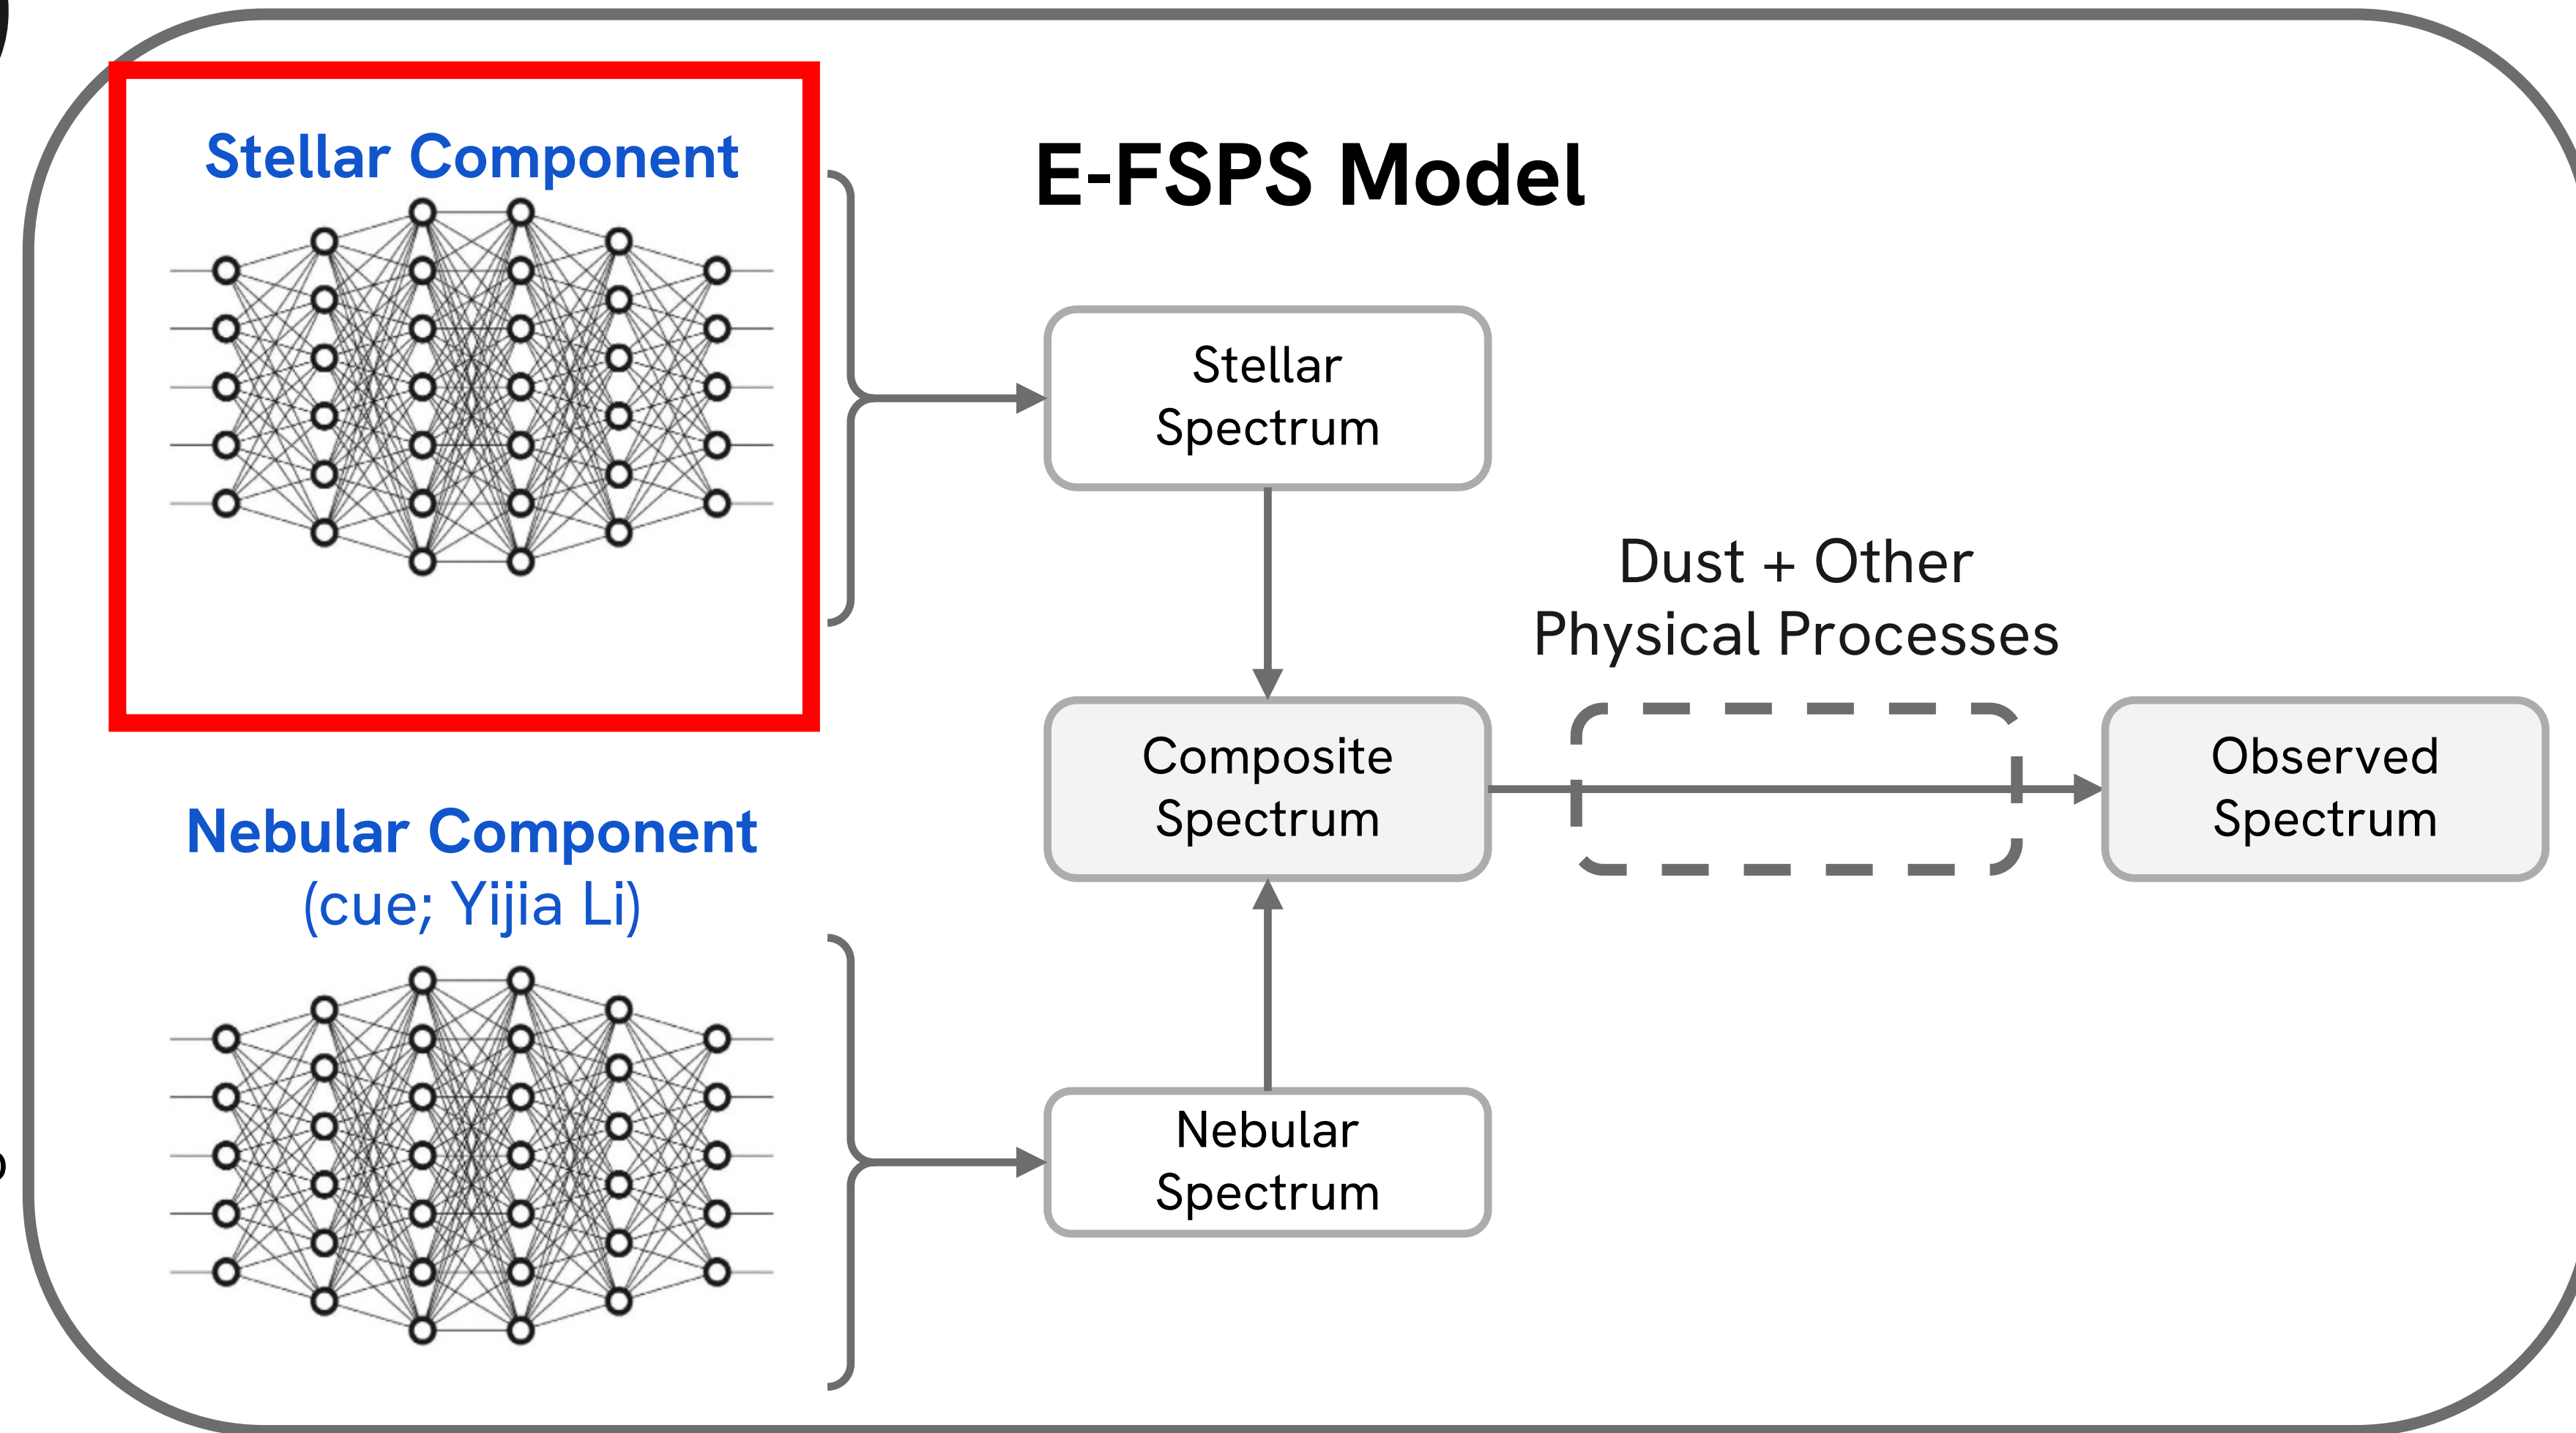 Stellar Component
E-FSPS Model
Stellar
Spectrum
Dust + Other
Physical Processes
Composite
Spectrum
Observed
Spectrum
Nebular Component
(cue; Yijia Li)
Nebular
Spectrum